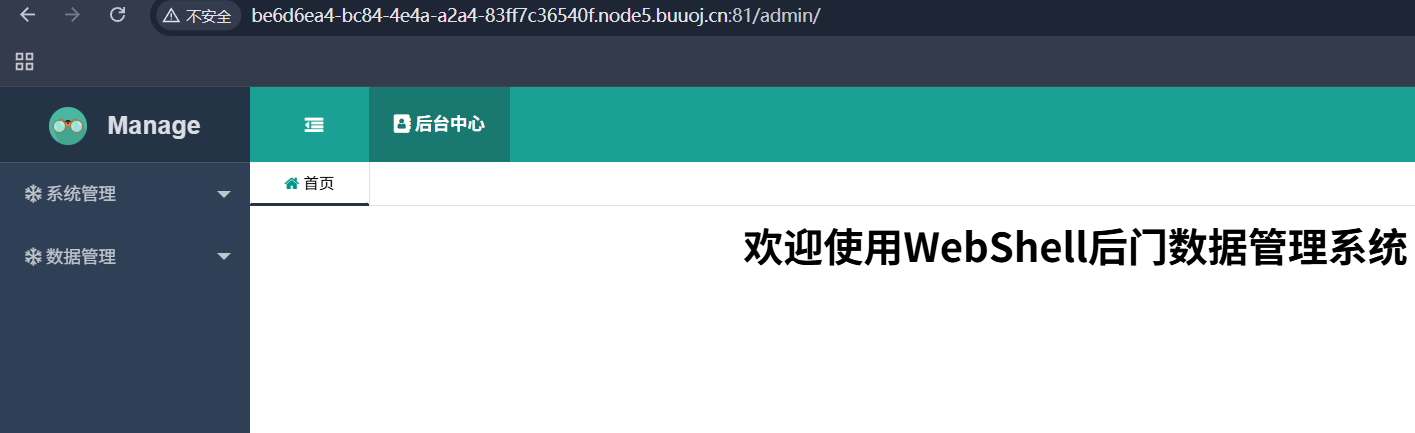 不安全 be6d6ea4-bc84-4e4a-a2a4-83ff7c36540f.node5.buuoj.cn:81/admin/
Manage
后台中心
首页
系统管理
数据管理
欢迎使用WebShell后门数据管理系统